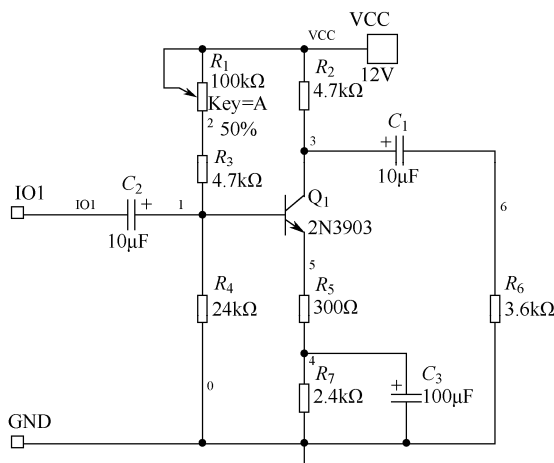 VCC
VCC
12V
R1
100kΩ
Key=A
2
50%
R2
4.7kΩ
3
C1
+
10μF
R3
4.7kΩ
IO1
IO1
C2
+
1
10μF
Q1
2N3903
6
5
R4
24kΩ
R5
300Ω
R6
3.6kΩ
4
0
R7
2.4kΩ
C3
+
100μF
GND